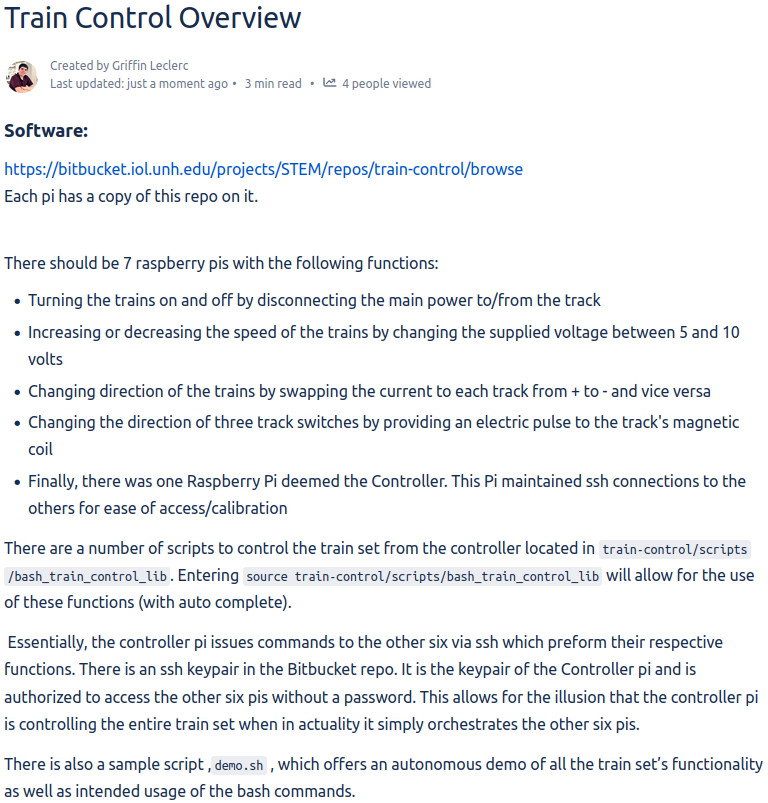 Train Control Overview
Created by Griffin Leclerc
Last updated: just a moment ago • 3 min read • 4 people viewed
Software:
https://bitbucket.iol.unh.edu/projects/STEM/repos/train-control/browse
Each pi has a copy of this repo on it.
There should be 7 raspberry pis with the following functions:
• Turning the trains on and off by disconnecting the main power to/from the track
• Increasing or decreasing the speed of the trains by changing the supplied voltage between 5 and 10
volts
• Changing direction of the trains by swapping the current to each track from + to - and vice versa
• Changing the direction of three track switches by providing an electric pulse to the track's magnetic
coil
• Finally, there was one Raspberry Pi deemed the Controller. This Pi maintained ssh connections to the
others for ease of access/calibration
There are a number of scripts to control the train set from the controller located in train-control/scripts
/bash_train_control_lib. Entering source train-control/scripts/bash_train_control_lib will allow for the use
of these functions (with auto complete).
Essentially, the controller pi issues commands to the other six via ssh which preform their respective
functions. There is an ssh keypair in the Bitbucket repo. It is the keypair of the Controller pi and is
authorized to access the other six pis without a password. This allows for the illusion that the controller pi
is controlling the entire train set when in actuality it simply orchestrates the other six pis.
There is also a sample script ,demo.sh , which offers an autonomous demo of all the train set’s functionality
as well as intended usage of the bash commands.